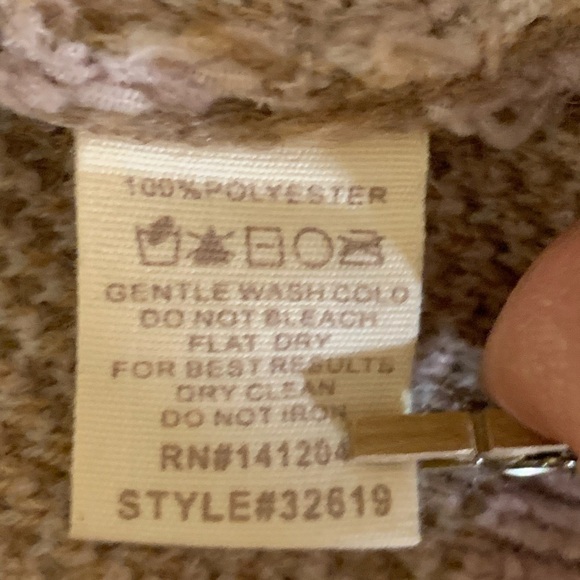 100%POLYESTER
GENTLE WASH COLD
DO NOT BLEACH
FLAT DRY
FOR BEST RESULTS
DRY CLEAN
DO NOT IRON
RN#141204
STYLE#32619